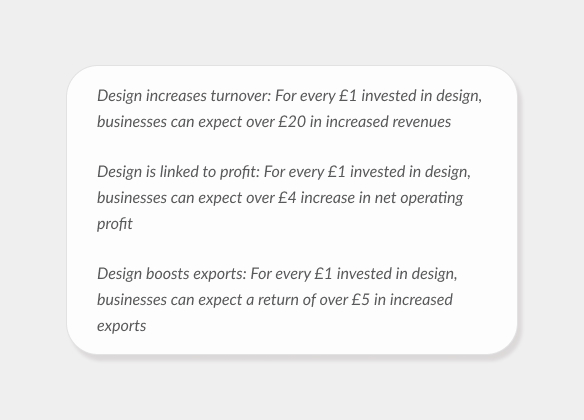 Design increases turnover: For every £1 invested in design,
businesses can expect over £20 in increased revenues
Design is linked to profit: For every £1 invested in design,
businesses can expect over £4 increase in net operating
profit
Design boosts exports: For every £1 invested in design,
businesses can expect a return of over £5 in increased
exports